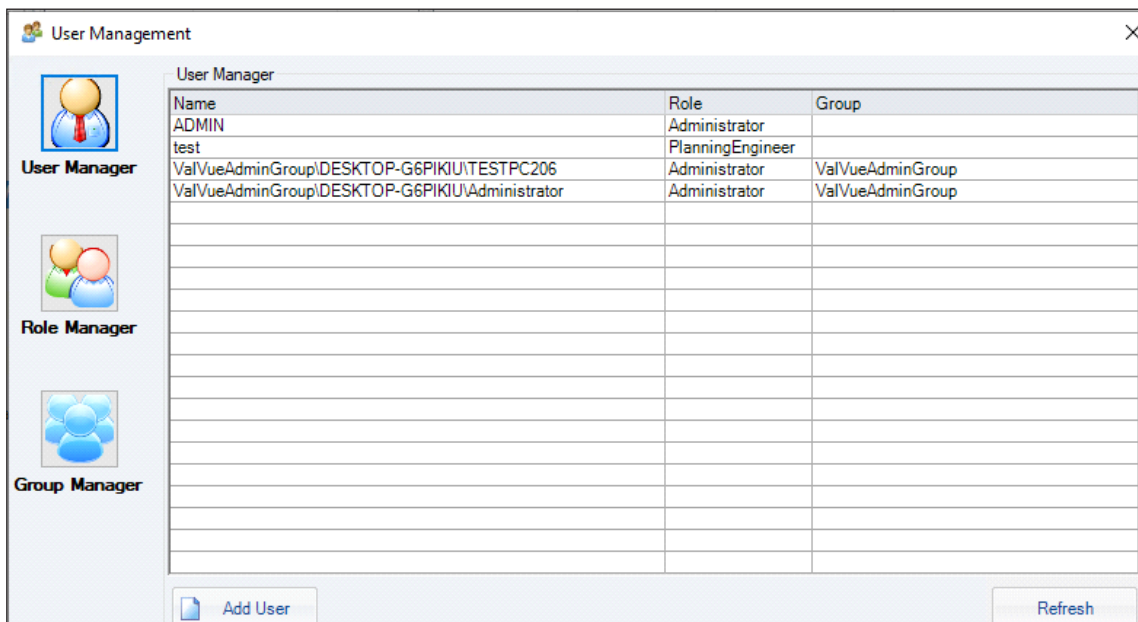 User Management
User Manager
Role Manager
Group Manager
User Manager
Name Role Group
ADMIN Administrator
test PlanningEngineer
ValVueAdminGroup\DESKTOP-G6PIKIU\TESTPC206 Administrator ValVueAdminGroup
ValVueAdminGroup\DESKTOP-G6PIKIU\Administrator Administrator ValVueAdminGroup
Add User Refresh